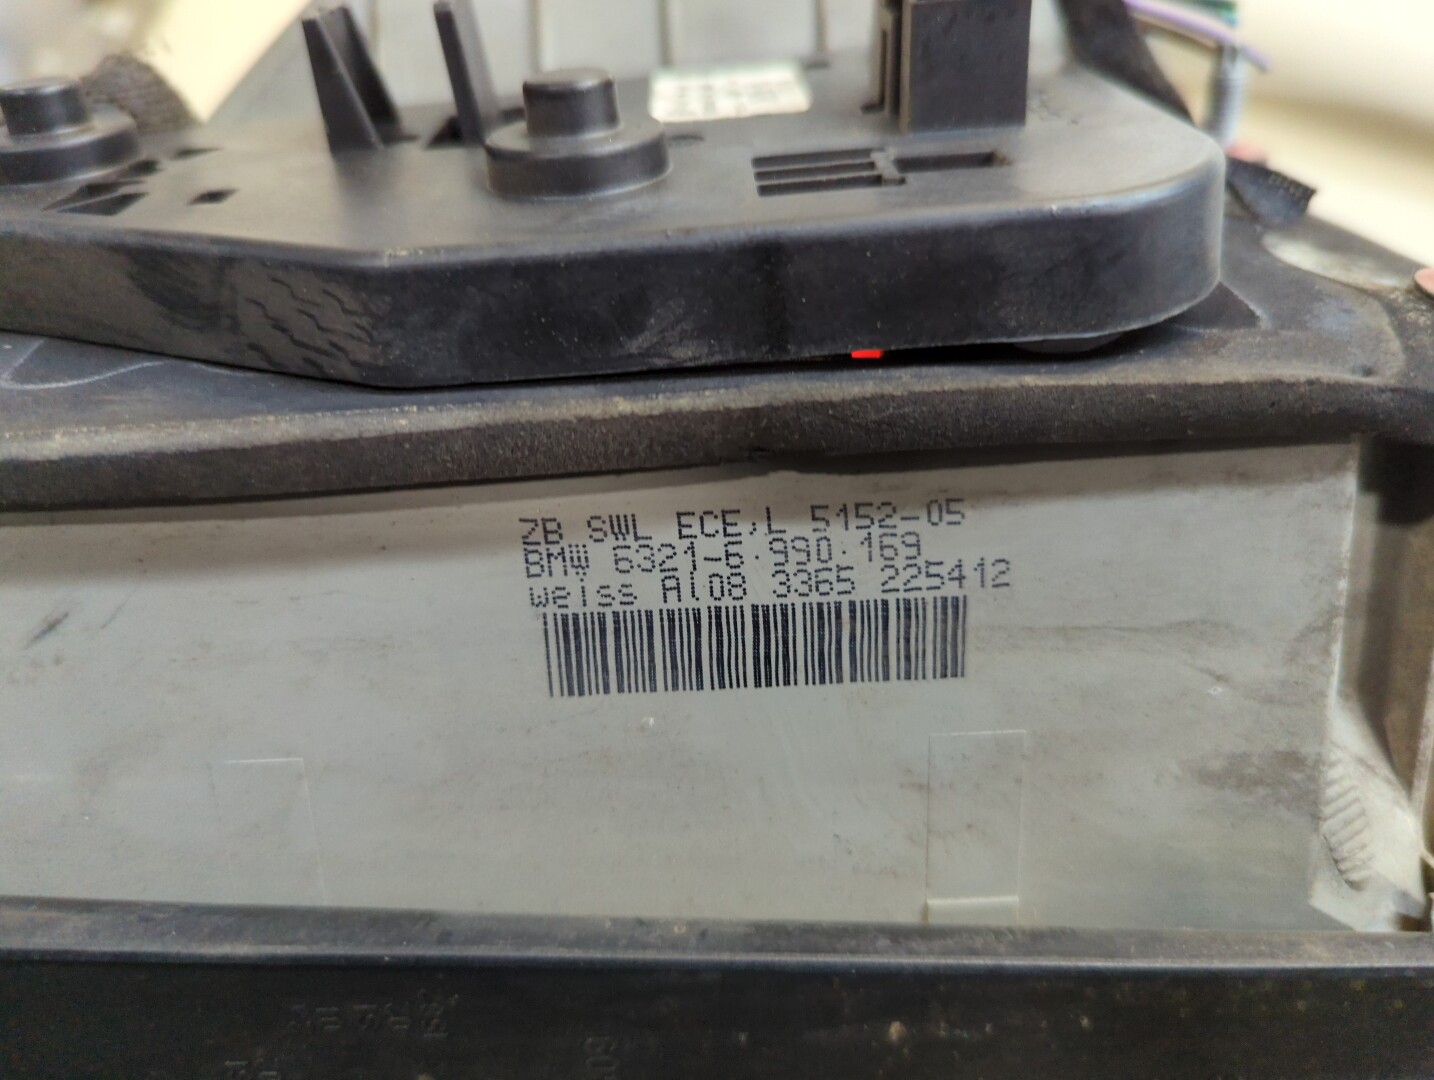 ZB SWL ECE,L 5152-05
BMW 6321-6.990.169
weiss Al08 3365 225412